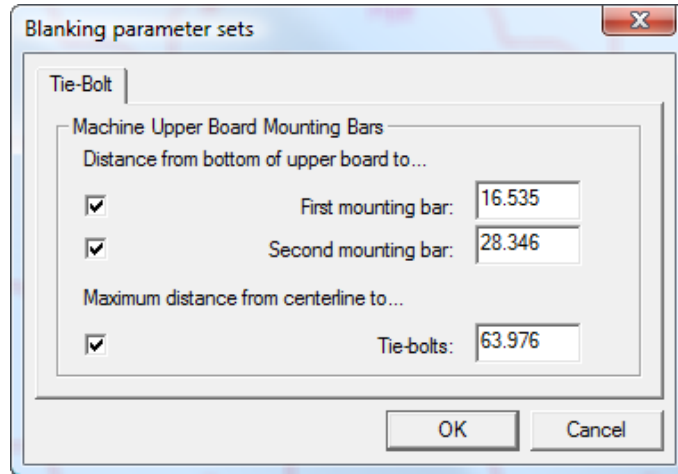 Blanking parameter sets
Tie-Bolt
Machine Upper Board Mounting Bars
Distance from bottom of upper board to...
First mounting bar: 16.535
Second mounting bar: 28.346
Maximum distance from centerline to...
Tie-bolts: 63.976
OK Cancel